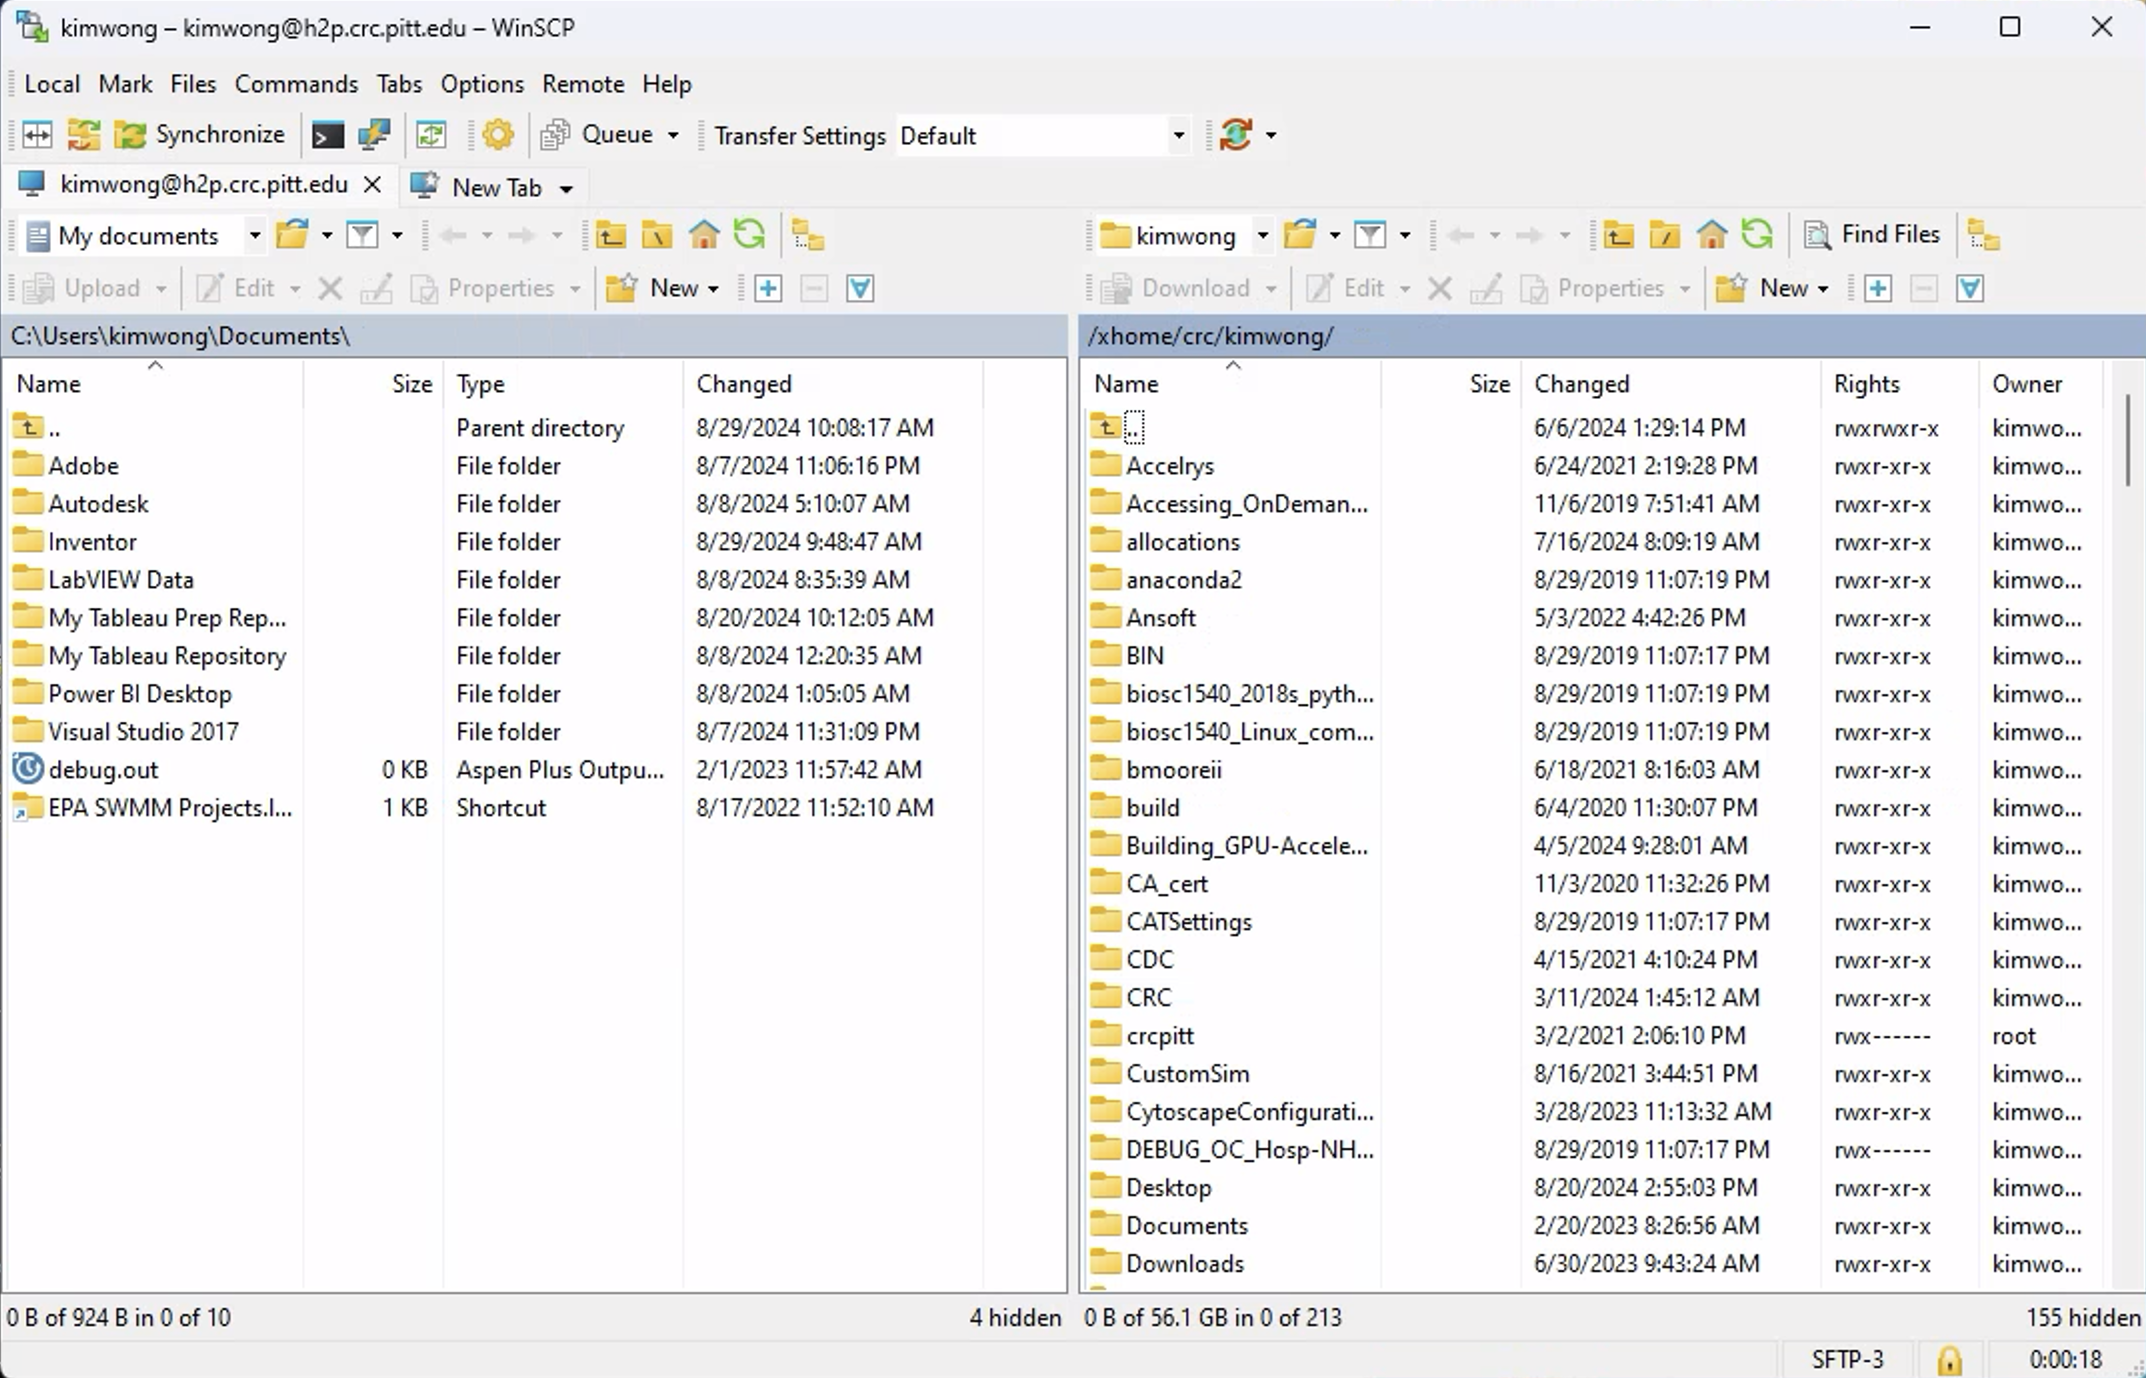 kimwong – kimwong@h2p.crc.pitt.edu – WinSCP
Local Mark Files Commands Tabs Options Remote Help
Synchronize Queue Transfer Settings Default
kimwong@h2p.crc.pitt.edu New Tab
My documents
Upload Edit Properties New
C:\Users\kimwong\Documents\
Name Size Type Changed
.. Parent directory 8/29/2024 10:08:17 AM
Adobe File folder 8/7/2024 11:06:16 PM
Autodesk File folder 8/8/2024 5:10:07 AM
Inventor File folder 8/29/2024 9:48:47 AM
LabVIEW Data File folder 8/8/2024 8:35:39 AM
My Tableau Prep Rep... File folder 8/20/2024 10:12:05 AM
My Tableau Repository File folder 8/8/2024 12:20:35 AM
Power BI Desktop File folder 8/8/2024 1:05:05 AM
Visual Studio 2017 File folder 8/7/2024 11:31:09 PM
debug.out 0 KB Aspen Plus Outpu... 2/1/2023 11:57:42 AM
EPA SWMM Projects.l... 1 KB Shortcut 8/17/2022 11:52:10 AM
0 B of 924 B in 0 of 10 4 hidden
kimwong Find Files
Download Edit Properties New
/xhome/crc/kimwong/
Name Size Changed Rights Owner
.. 6/6/2024 1:29:14 PM rwxrwxr-x kimwo...
Accelrys 6/24/2021 2:19:28 PM rwxr-xr-x kimwo...
Accessing_OnDeman... 11/6/2019 7:51:41 AM rwxr-xr-x kimwo...
allocations 7/16/2024 8:09:19 AM rwxr-xr-x kimwo...
anaconda2 8/29/2019 11:07:19 PM rwxr-xr-x kimwo...
Ansoft 5/3/2022 4:42:26 PM rwxr-xr-x kimwo...
BIN 8/29/2019 11:07:17 PM rwxr-xr-x kimwo...
biosc1540_2018s_pyth... 8/29/2019 11:07:19 PM rwxr-xr-x kimwo...
biosc1540_Linux_com... 8/29/2019 11:07:19 PM rwxr-xr-x kimwo...
bmooreii 6/18/2021 8:16:03 AM rwxr-xr-x kimwo...
build 6/4/2020 11:30:07 PM rwxr-xr-x kimwo...
Building_GPU-Accele... 4/5/2024 9:28:01 AM rwxr-xr-x kimwo...
CA_cert 11/3/2020 11:32:26 PM rwxr-xr-x kimwo...
CATSettings 8/29/2019 11:07:17 PM rwxr-xr-x kimwo...
CDC 4/15/2021 4:10:24 PM rwxr-xr-x kimwo...
CRC 3/11/2024 1:45:12 AM rwxr-xr-x kimwo...
crcpitt 3/2/2021 2:06:10 PM rwx------ root
CustomSim 8/16/2021 3:44:51 PM rwxr-xr-x kimwo...
CytoscapeConfigurati... 3/28/2023 11:13:32 AM rwxr-xr-x kimwo...
DEBUG_OC_Hosp-NH... 8/29/2019 11:07:17 PM rwx------ kimwo...
Desktop 8/20/2024 2:55:03 PM rwxr-xr-x kimwo...
Documents 2/20/2023 8:26:56 AM rwxr-xr-x kimwo...
Downloads 6/30/2023 9:43:24 AM rwxr-xr-x kimwo...
0 B of 56.1 GB in 0 of 213 155 hidden
SFTP-3 0:00:18